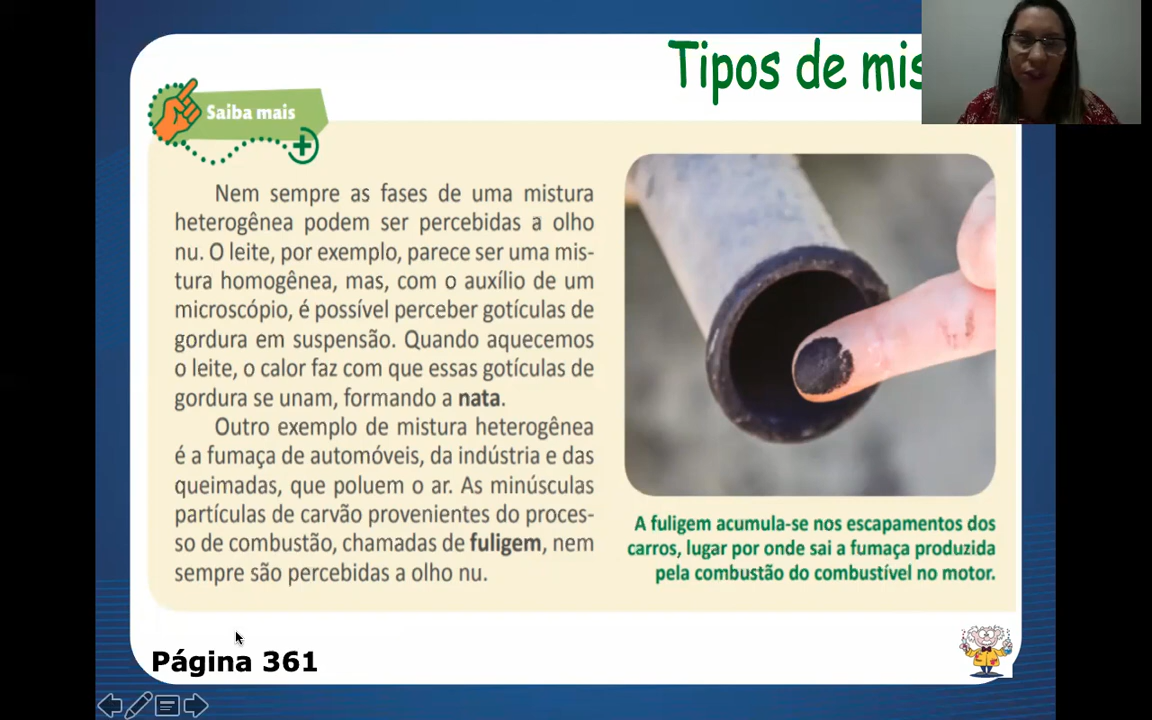 Tipos de mis
Saiba mais
Nem sempre as fases de uma mistura
heterogênea podem ser percebidas a olho
nu. O leite, por exemplo, parece ser uma mis-
tura homogênea, mas, com o auxílio de um
microscópio, é possível perceber gotículas de
gordura em suspensão. Quando aquecemos
o leite, o calor faz com que essas gotículas de
gordura se unam, formando a nata.
Outro exemplo de mistura heterogênea
é a fumaça de automóveis, da indústria e das
queimadas, que poluem o ar. As minúsculas
partículas de carvão provenientes do proces-
so de combustão, chamadas de fuligem, nem
sempre são percebidas a olho nu.
A fuligem acumula-se nos escapamentos dos
carros, lugar por onde sai a fumaça produzida
pela combustão do combustível no motor.
Página 361